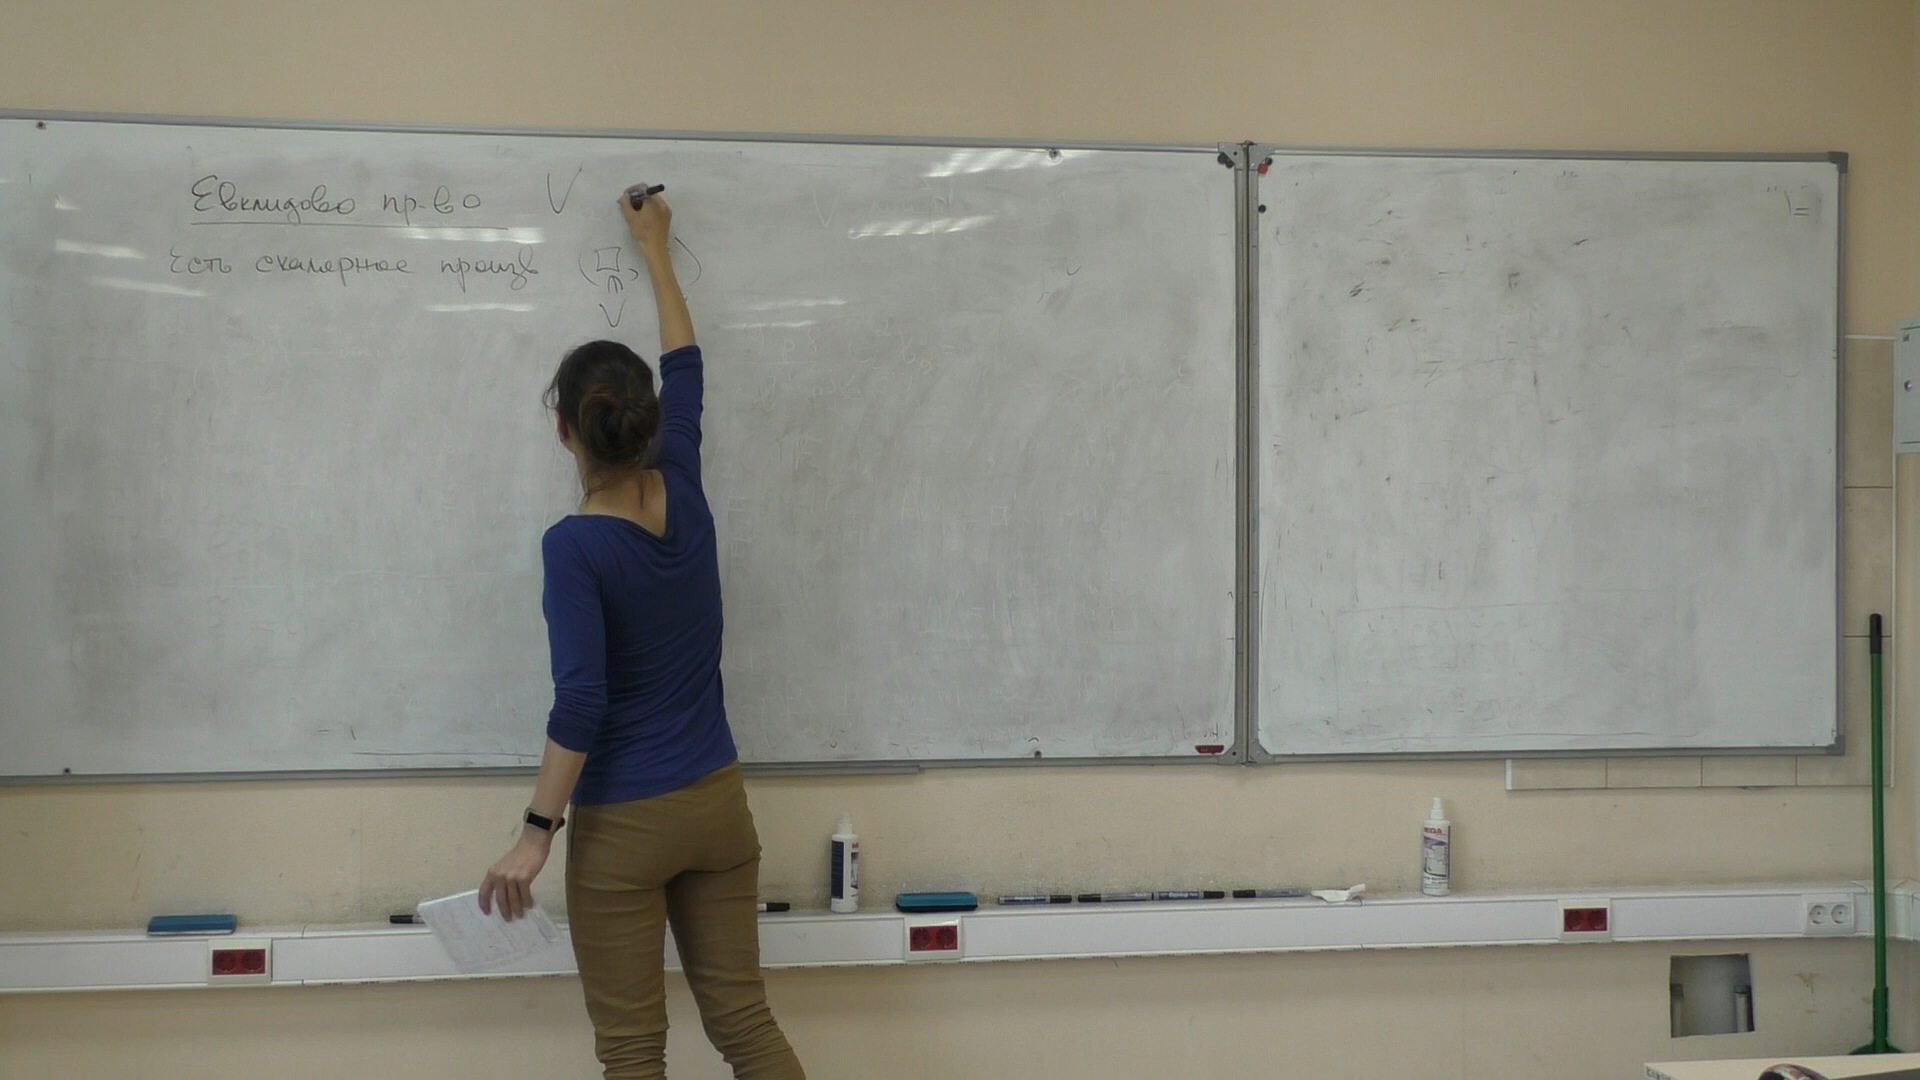 Евклидово пр-во V
Есть скалярное произв (□, )
⋔
V